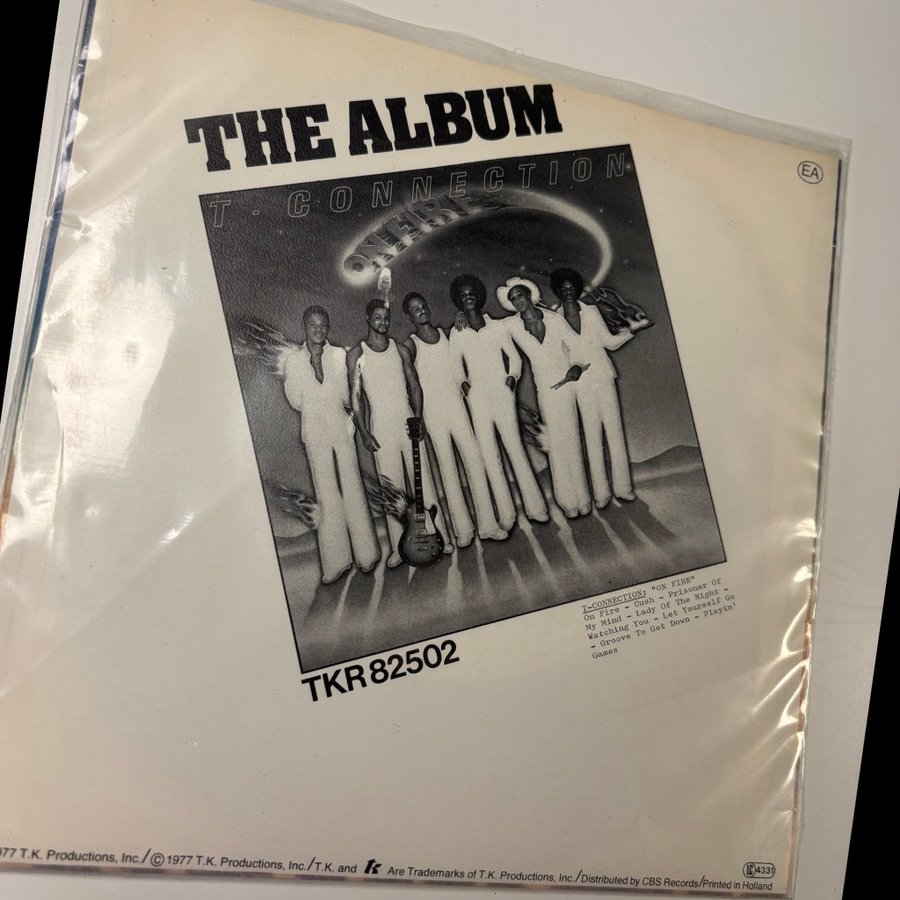 THE ALBUM
EA
T-CONNECTION
ON FIRE
T-CONNECTION: "ON FIRE"
On Fire - Cush - Prisoner Of
My Mind - Lady Of The Night -
Watching You - Let Yourself Go
- Groove To Get Down - Playin'
Games
TKR 82502
977 T.K. Productions, Inc./Ⓒ1977 T.K. Productions, Inc./T.K. and tk Are Trademarks of T.K. Productions, Inc./Distributed by CBS Records/Printed in Holland
4331